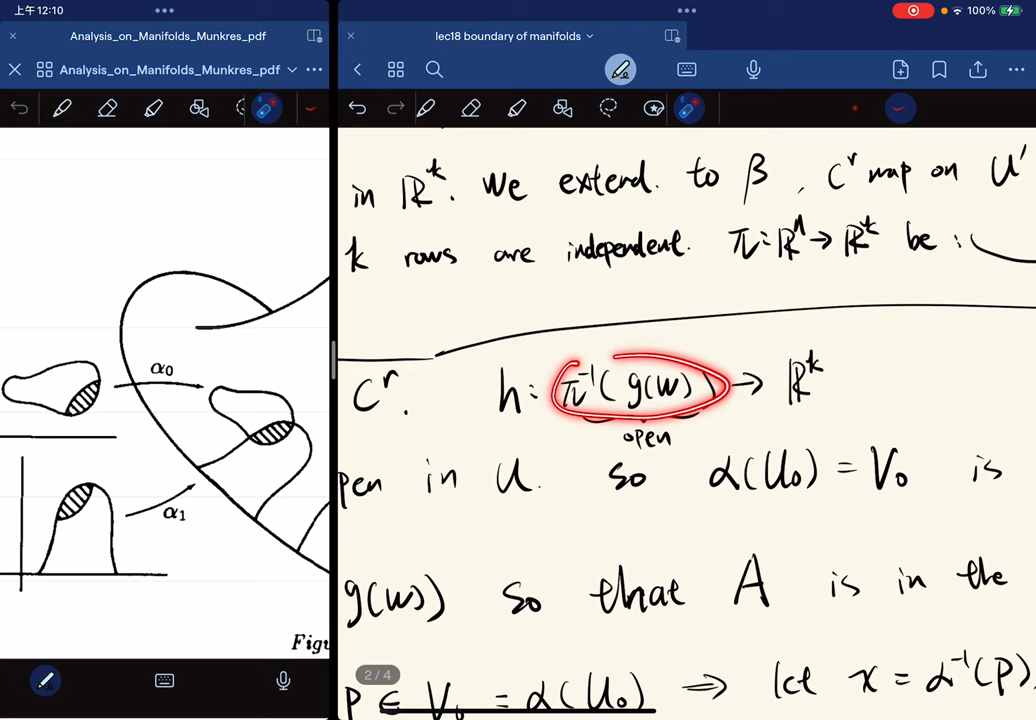 上午12:10
100%
Analysis_on_Manifolds_Munkres_pdf
lec18 boundary of manifolds
Analysis_on_Manifolds_Munkres_pdf
α₀
α₁
Figu
in ℝᵏ. We extend. to β, Cʳ map on U'
k rows are independent. π: ℝⁿ → ℝᵏ be :
Cʳ. h: π⁻¹(g(W)) → ℝᵏ
open
pen in U. so α(U₀) = V₀ is
g(W)) so that A is in the
2/4
p ∈ V₀ = α(U₀) ⇒ let x = α⁻¹(p)